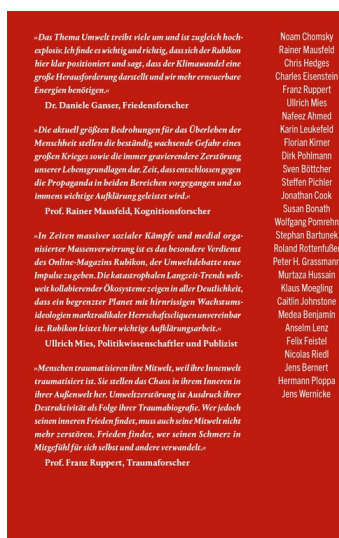 »Das Thema Umwelt treibt viele um und ist zugleich hoch-
explosiv. Ich finde es wichtig und richtig, dass sich der Rubikon
hier klar positioniert und sagt, dass der Klimawandel eine
große Herausforderung darstellt und wir mehr erneuerbare
Energien benötigen.«
Dr. Daniele Ganser, Friedensforscher
»Die aktuell größten Bedrohungen für das Überleben der
Menschheit stellen die beständig wachsende Gefahr eines
großen Krieges sowie die immer gravierendere Zerstörung
unserer Lebensgrundlagen dar. Zeit, dass entschlossen gegen
die Propaganda in beiden Bereichen vorgegangen und so
immens wichtige Aufklärung geleistet wird.«
Prof. Rainer Mausfeld, Kognitionsforscher
»In Zeiten massiver sozialer Kämpfe und medial orga-
nisierter Massenverwirrung ist es das besondere Verdienst
des Online-Magazins Rubikon, der Umweltdebatte neue
Impulse zu geben. Die katastrophalen Langzeit-Trends welt-
weit kollabierender Ökosysteme zeigen in aller Deutlichkeit,
dass ein begrenzter Planet mit hirnrissigen Wachstums-
ideologien marktradikaler Herrschaftscliquen unvereinbar
ist. Rubikon leistet hier wichtige Aufklärungsarbeit.«
Ullrich Mies, Politikwissenschaftler und Publizist
»Menschen traumatisieren ihre Mitwelt, weil ihre Innenwelt
traumatisiert ist. Sie stellen das Chaos in ihrem Inneren in
ihrer Außenwelt her. Umweltzerstörung ist Ausdruck ihrer
Destruktivität als Folge ihrer Traumabiografie. Wer jedoch
seinen inneren Frieden findet, muss auch seine Mitwelt nicht
mehr zerstören. Frieden findet, wer seinen Schmerz in
Mitgefühl für sich selbst und andere verwandelt.«
Prof. Franz Ruppert, Traumaforscher
Noam Chomsky
Rainer Mausfeld
Chris Hedges
Charles Eisenstein
Franz Ruppert
Ullrich Mies
Nafeez Ahmed
Karin Leukefeld
Florian Kirner
Dirk Pohlmann
Sven Böttcher
Steffen Pichler
Jonathan Cook
Susan Bonath
Wolfgang Pomrehn
Stephan Bartunek
Roland Rottenfußer
Peter H. Grassmann
Murtaza Hussain
Klaus Moegling
Caitlin Johnstone
Medea Benjamin
Anselm Lenz
Felix Feistel
Nicolas Riedl
Jens Bernert
Hermann Ploppa
Jens Wernicke